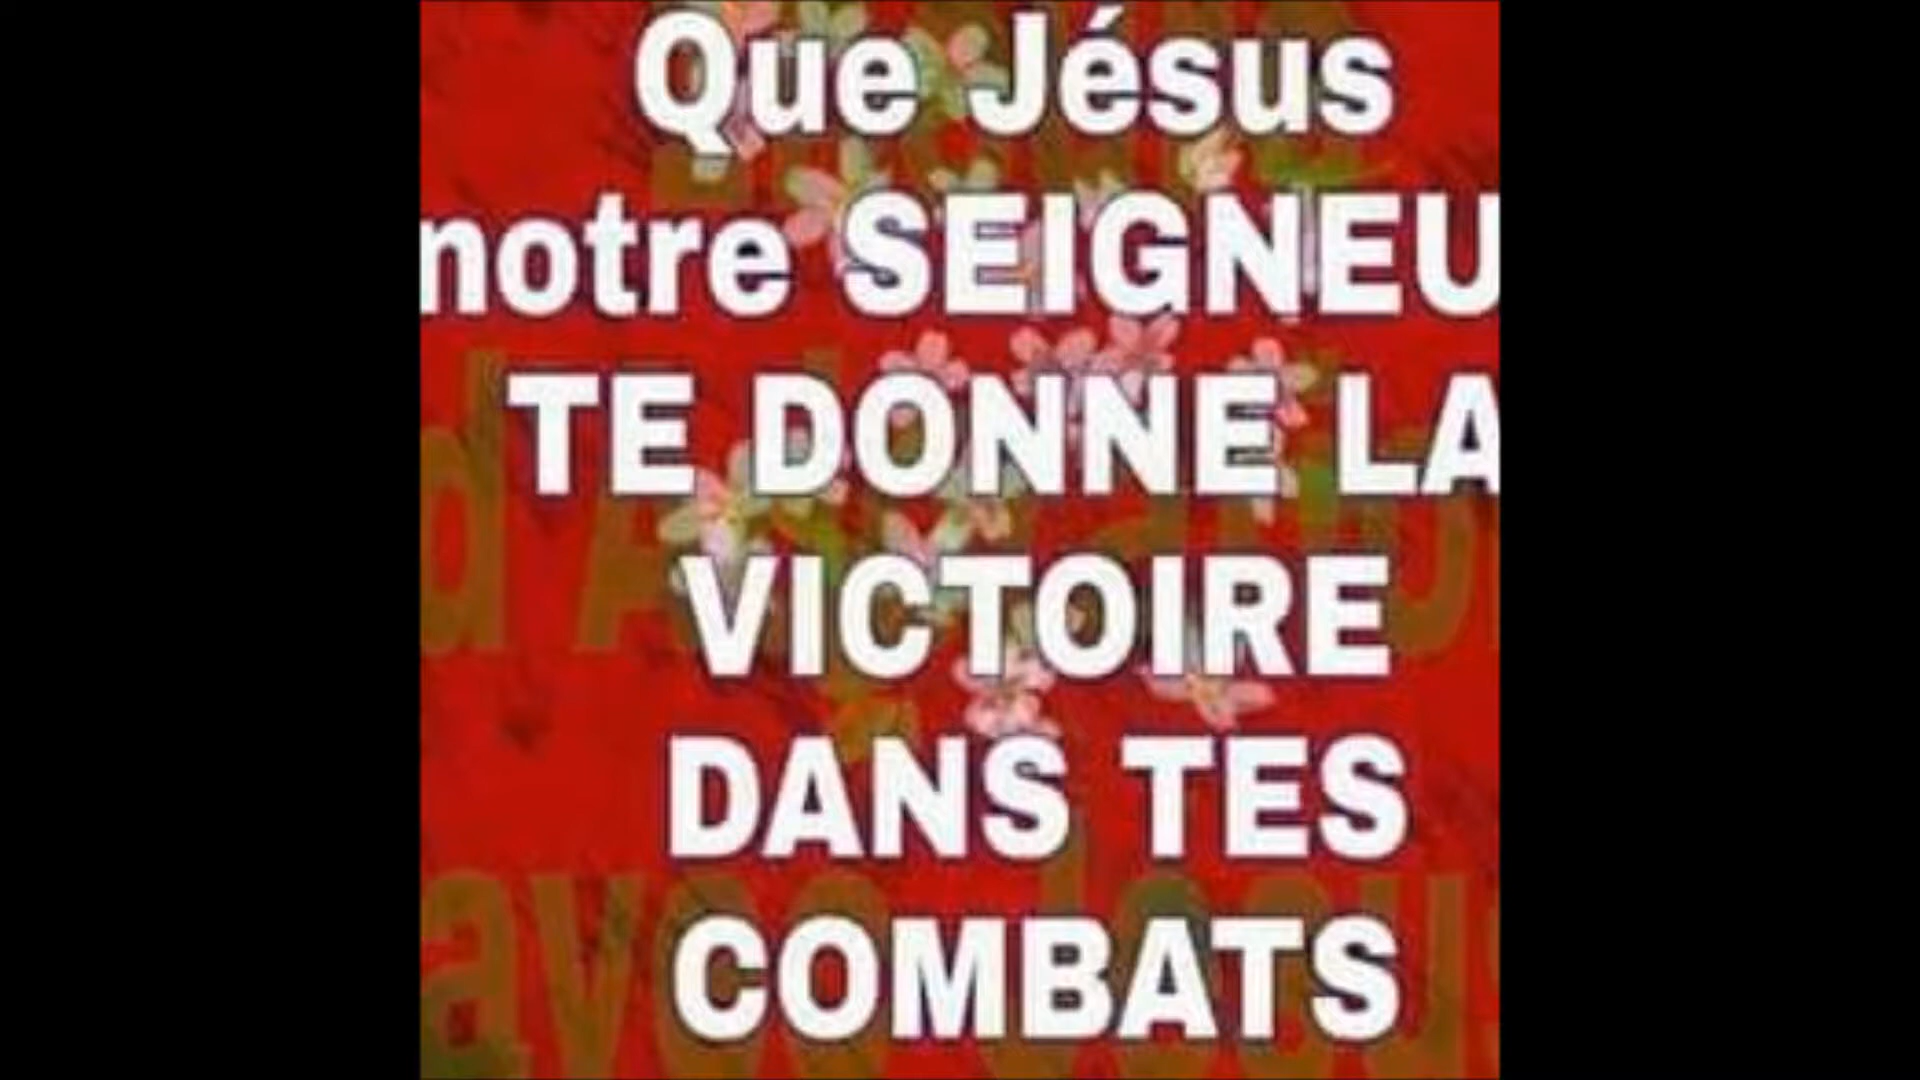 Que Jésus
notre SEIGNEU
TE DONNE LA
VICTOIRE
DANS TES
COMBATS